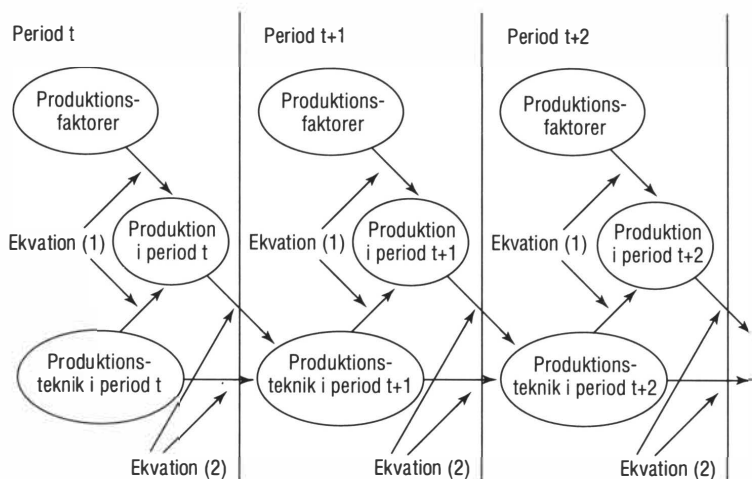 Period t
Period t+1
Period t+2
Produktions-
faktorer
Produktions-
faktorer
Produktions-
faktorer
Ekvation (1)
Produktion
i period t
Ekvation (1)
Produktion
i period t+1
Ekvation (1)
Produktion
i period t+2
Produktions-
teknik i period t
Produktions-
teknik i period t+1
Produktions-
teknik i period t+2
Ekvation (2)
Ekvation (2)
Ekvation (2)